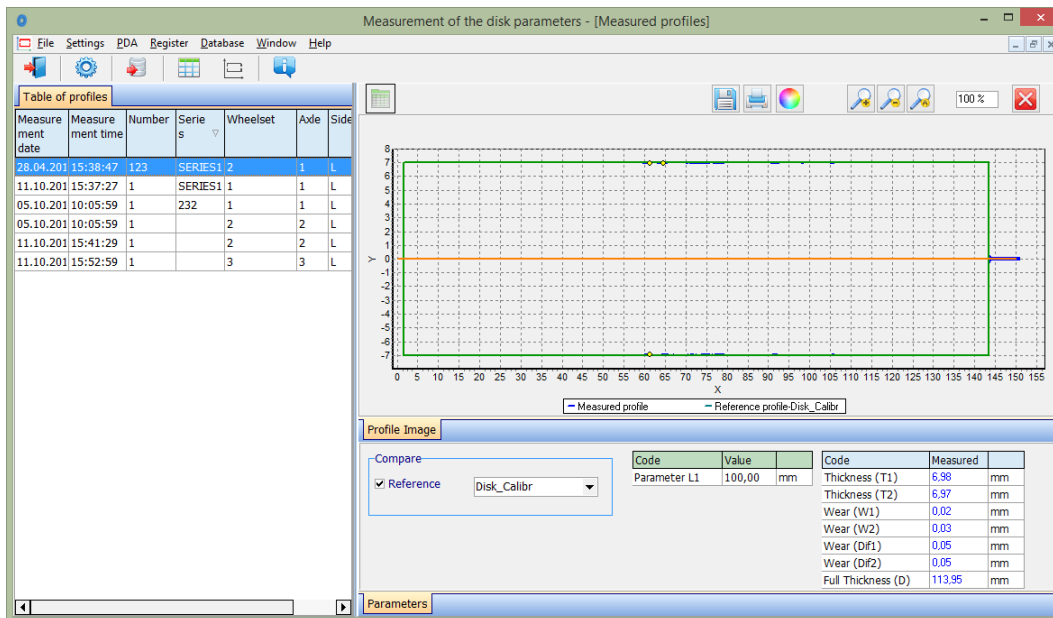 Measurement of the disk parameters - [Measured profiles]
File Settings PDA Register Database Window Help
Table of profiles
100 %
Measure ment date Measure ment time Number Serie s Wheelset Axle Side
28.04.201 15:38:47 123 SERIES1 2 1 L
11.10.201 15:37:27 1 SERIES1 1 1 L
05.10.201 10:05:59 1 232 1 1 L
05.10.201 10:05:59 1 2 2 L
11.10.201 15:41:29 1 2 2 L
11.10.201 15:52:59 1 3 3 L
8
7
6
5
4
3
2
1
Y 0
-1
-2
-3
-4
-5
-6
-7
0 5 10 15 20 25 30 35 40 45 50 55 60 65 70 75 80 85 90 95 100 105 110 115 120 125 130 135 140 145 150 155
X
Measured profile Reference profile-Disk_Calibr
Profile Image
Compare
Reference Disk_Calibr
Code Value
Parameter L1 100,00 mm
Code Measured
Thickness (T1) 6,98 mm
Thickness (T2) 6,97 mm
Wear (W1) 0,02 mm
Wear (W2) 0,03 mm
Wear (Dif1) 0,05 mm
Wear (Dif2) 0,05 mm
Full Thickness (D) 113,95 mm
Parameters